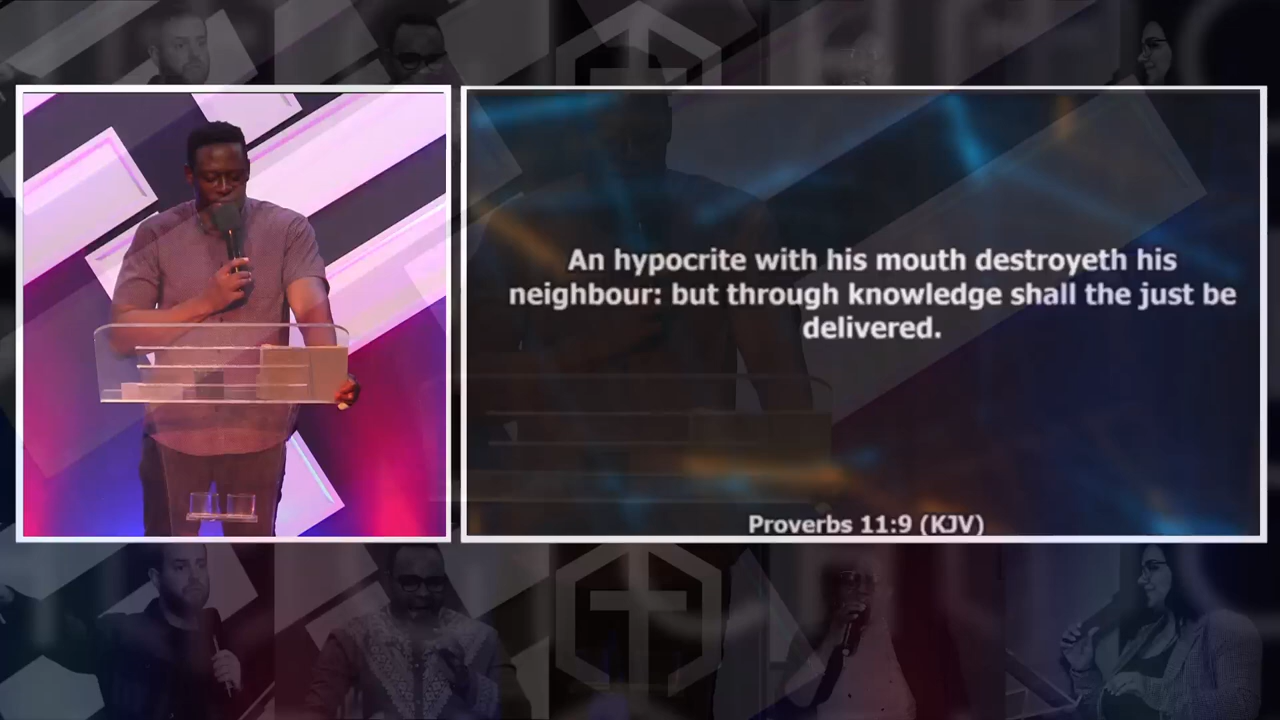 An hypocrite with his mouth destroyeth his
neighbour: but through knowledge shall the just be
delivered.
Proverbs 11:9 (KJV)